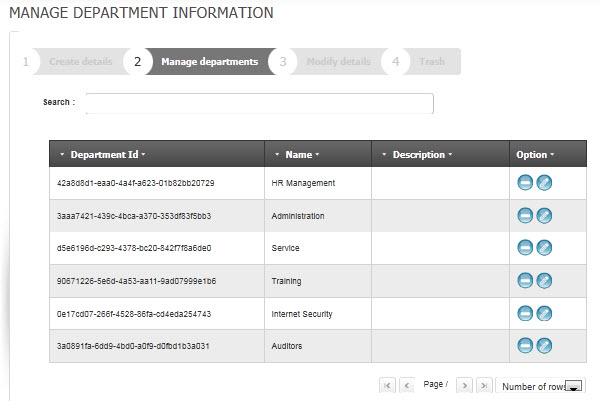 MANAGE DEPARTMENT INFORMATION
1 Create details 2 Manage departments 3 Modify details 4 Trash
Search :
Department Id Name Description Option
42a8d8d1-eaa0-4a4f-a623-01b82bb20729 HR Management
3aaa7421-439c-4bca-a370-353df83f5bb3 Administration
d5e6196d-c293-4378-bc20-842f7f8a6de0 Service
90671226-5e6d-4a53-aa11-9ad07999e1b6 Training
0e17cd07-266f-4528-86fa-cd4eda254743 Internet Security
3a0891fa-6dd9-4bd0-a0f9-d0fbd1b3a031 Auditors
Page / Number of rows